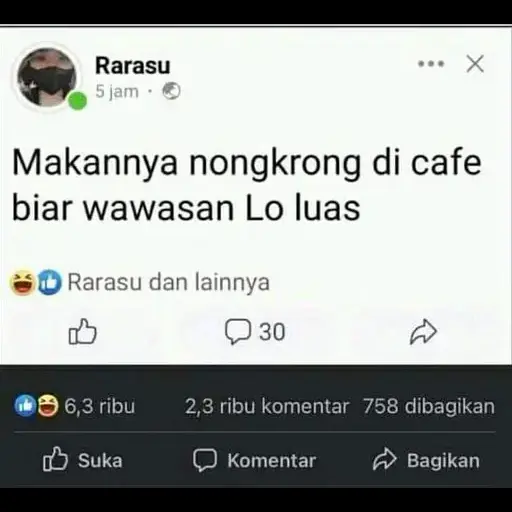 Rarasu
5 jam ·
Makannya nongkrong di cafe
biar wawasan Lo luas
Rarasu dan lainnya
30
6,3 ribu 2,3 ribu komentar 758 dibagikan
Suka Komentar Bagikan